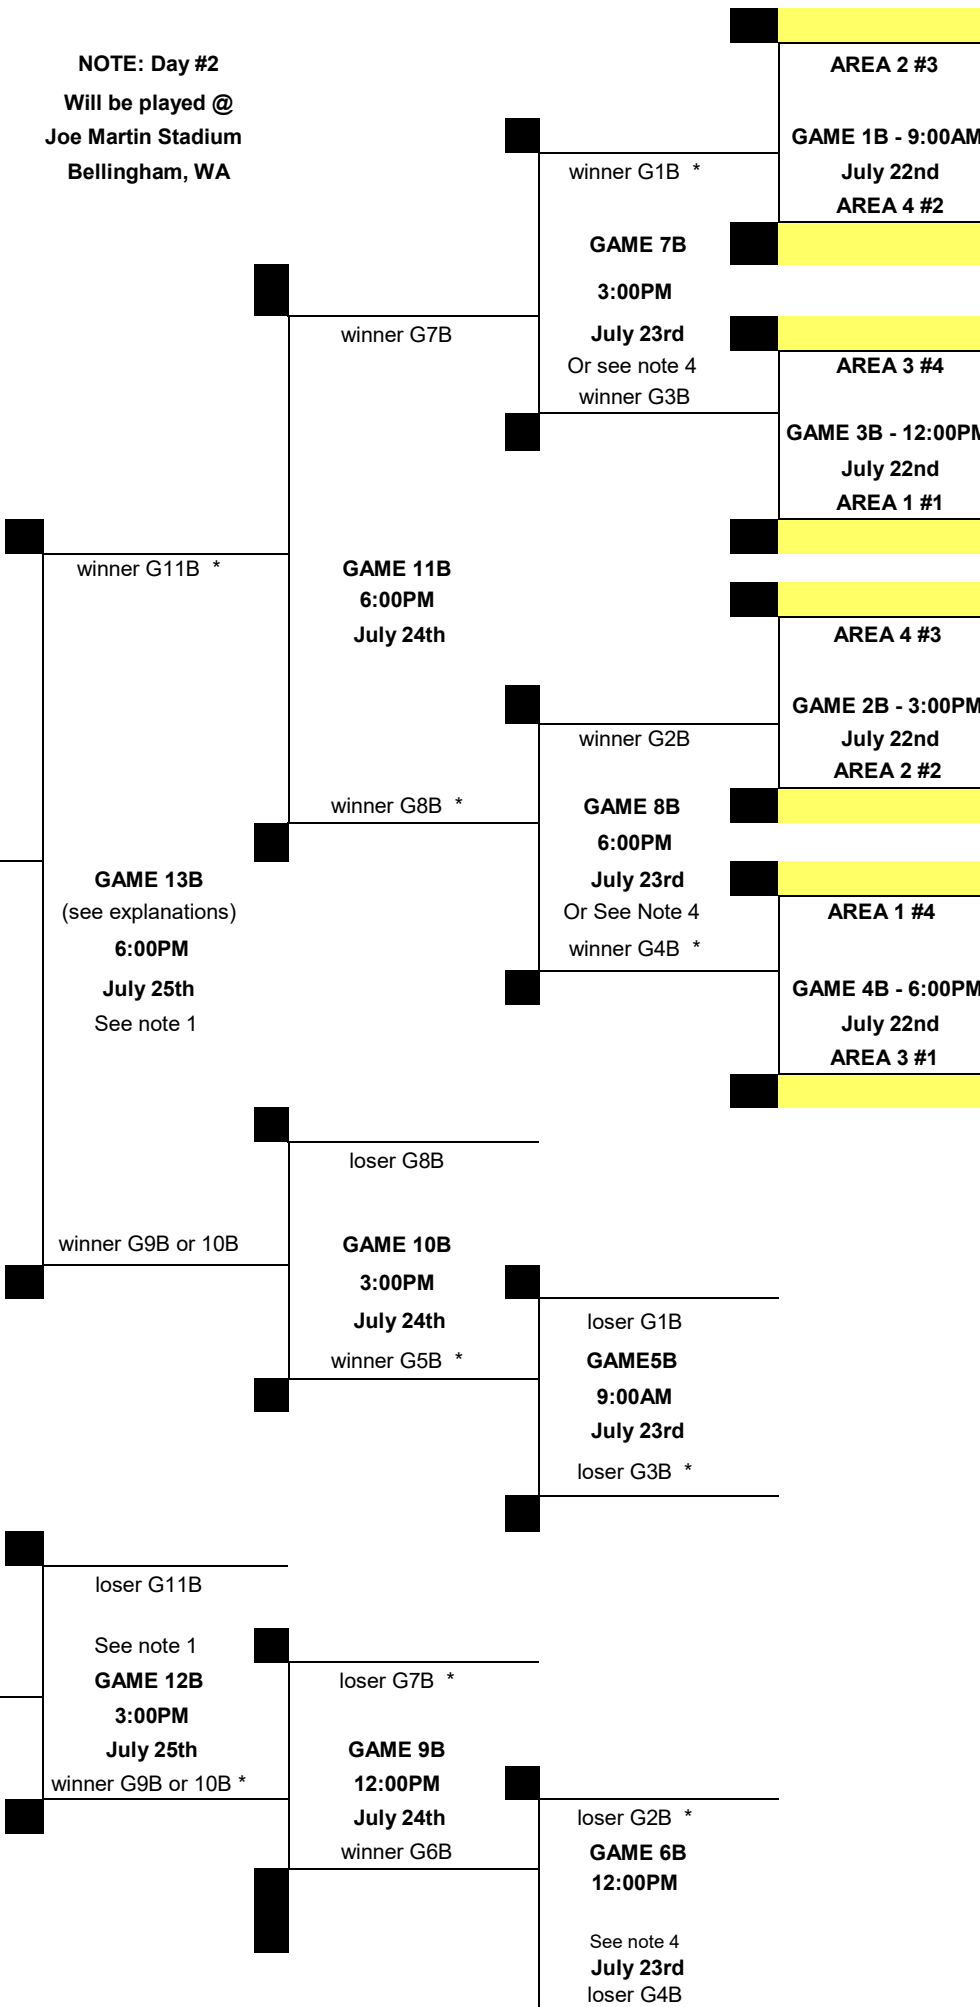 NOTE: Day #2
Will be played @
Joe Martin Stadium
Bellingham, WA
AREA 2 #3
GAME 1B - 9:00AM
July 22nd
AREA 4 #2
winner G1B *
GAME 7B
3:00PM
July 23rd
Or see note 4
winner G3B
AREA 3 #4
GAME 3B - 12:00PM
July 22nd
AREA 1 #1
winner G7B
GAME 11B
6:00PM
July 24th
winner G8B *
AREA 4 #3
GAME 2B - 3:00PM
July 22nd
AREA 2 #2
winner G2B
GAME 8B
6:00PM
July 23rd
Or See Note 4
winner G4B *
AREA 1 #4
GAME 4B - 6:00PM
July 22nd
AREA 3 #1
winner G11B *
GAME 13B
(see explanations)
6:00PM
July 25th
See note 1
winner G9B or 10B
loser G8B
GAME 10B
3:00PM
July 24th
winner G5B *
loser G1B
GAME5B
9:00AM
July 23rd
loser G3B *
loser G11B
See note 1
GAME 12B
3:00PM
July 25th
winner G9B or 10B *
loser G7B *
GAME 9B
12:00PM
July 24th
winner G6B
loser G2B *
GAME 6B
12:00PM
See note 4
July 23rd
loser G4B